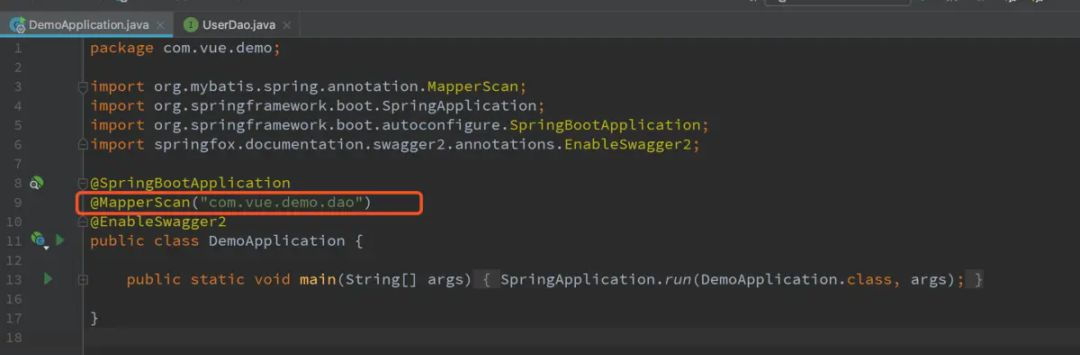 DemoApplication.java UserDao.java
1 package com.vue.demo;
2
3 import org.mybatis.spring.annotation.MapperScan;
4 import org.springframework.boot.SpringApplication;
5 import org.springframework.boot.autoconfigure.SpringBootApplication;
6 import springfox.documentation.swagger2.annotations.EnableSwagger2;
7
8 @SpringBootApplication
9 @MapperScan("com.vue.demo.dao")
10 @EnableSwagger2
11 public class DemoApplication {
12
13 public static void main(String[] args) { SpringApplication.run(DemoApplication.class, args); }
16
17 }
18